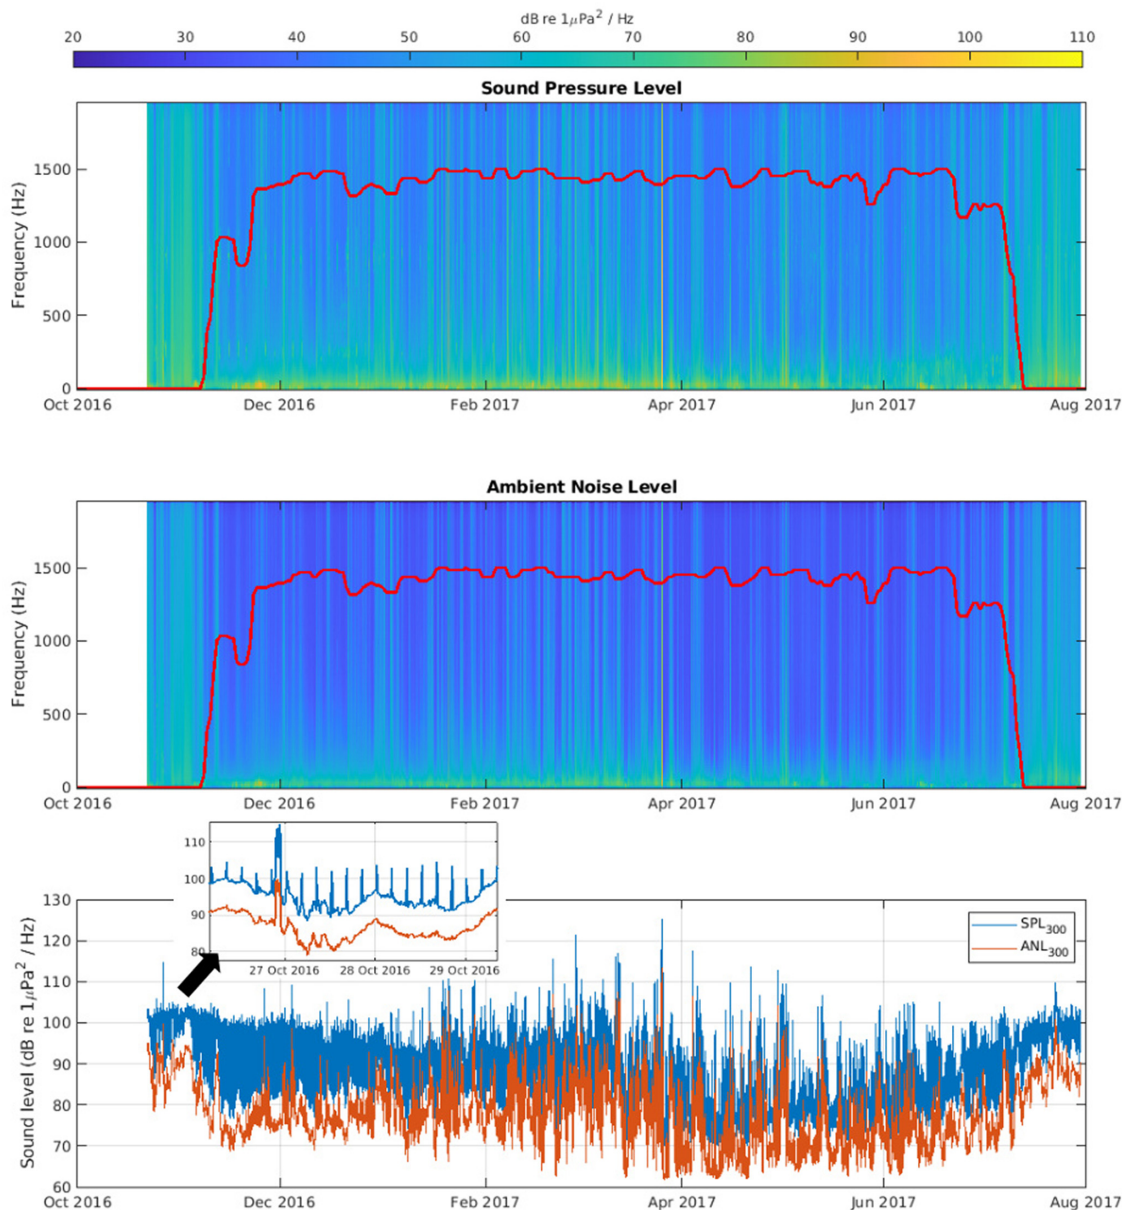 dB re 1μPa² / Hz
20 30 40 50 60 70 80 90 100 110
Sound Pressure Level
Frequency (Hz)
1500
1000
500
0
Oct 2016 Dec 2016 Feb 2017 Apr 2017 Jun 2017 Aug 2017
Ambient Noise Level
Frequency (Hz)
1500
1000
500
0
Oct 2016 Dec 2016 Feb 2017 Apr 2017 Jun 2017 Aug 2017
110
100
90
80
27 Oct 2016 28 Oct 2016 29 Oct 2016
Sound level (dB re 1μPa² / Hz)
130
120
110
100
90
80
70
60
SPL₃₀₀
ANL₃₀₀
Oct 2016 Dec 2016 Feb 2017 Apr 2017 Jun 2017 Aug 2017